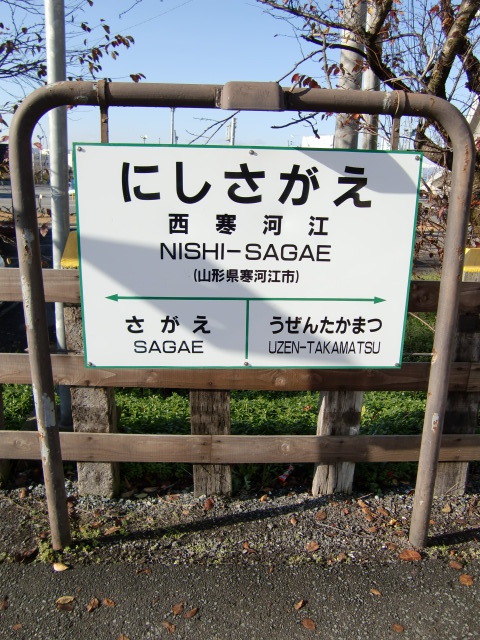 にしさがえ
西寒河江
NISHI-SAGAE
(山形県寒河江市)
さがえ
SAGAE
うぜんたかまつ
UZEN-TAKAMATSU